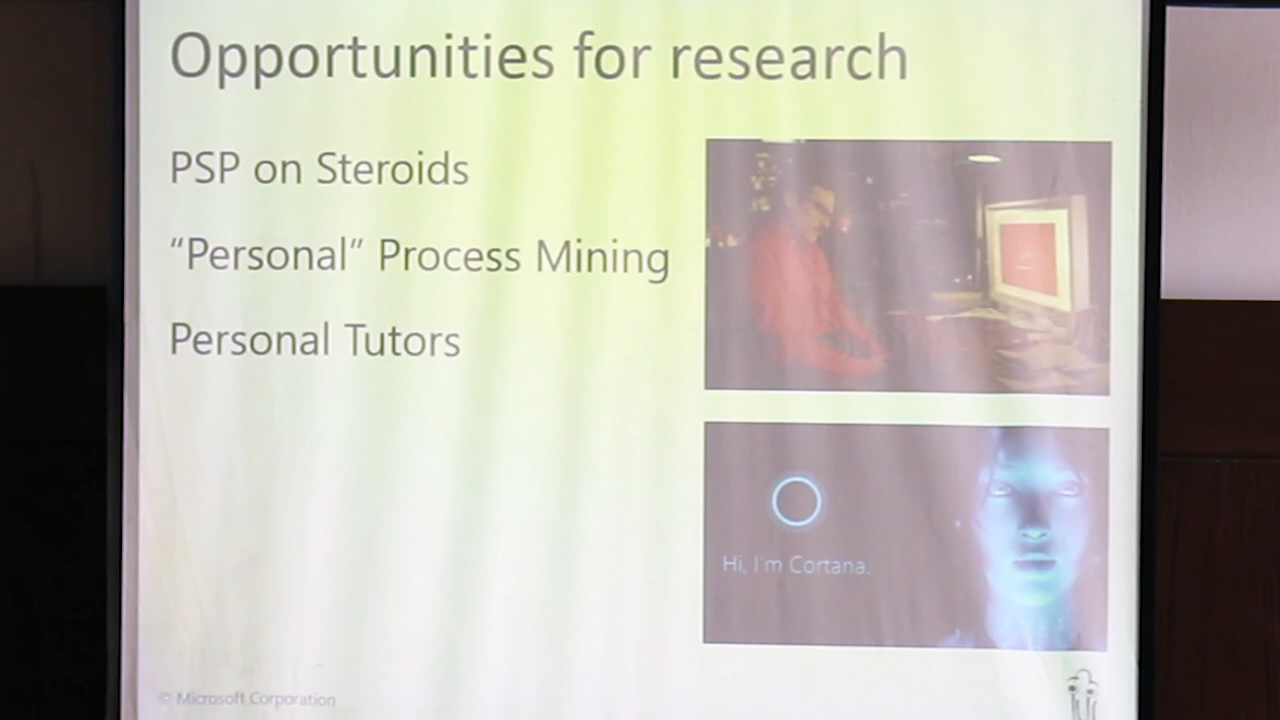 Opportunities for research
PSP on Steroids
“Personal” Process Mining
Personal Tutors
Hi, I'm Cortana.
© Microsoft Corporation